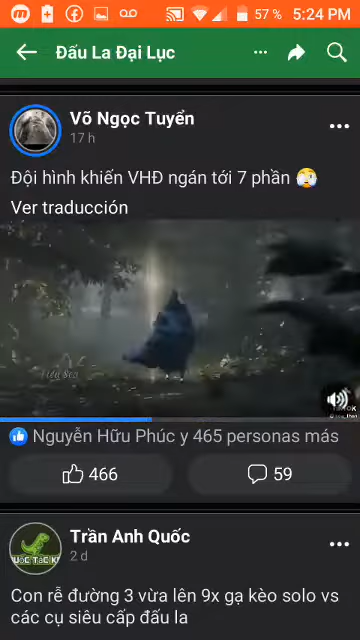 57 % 5:24 PM
Đấu La Đại Lục
Võ Ngọc Tuyển
17 h
Đội hình khiến VHĐ ngán tới 7 phần
Ver traducción
Nguyễn Hữu Phúc y 465 personas más
466
59
Trần Anh Quốc
2 d
Con rễ đường 3 vừa lên 9x gạ kèo solo vs
các cụ siêu cấp đấu la